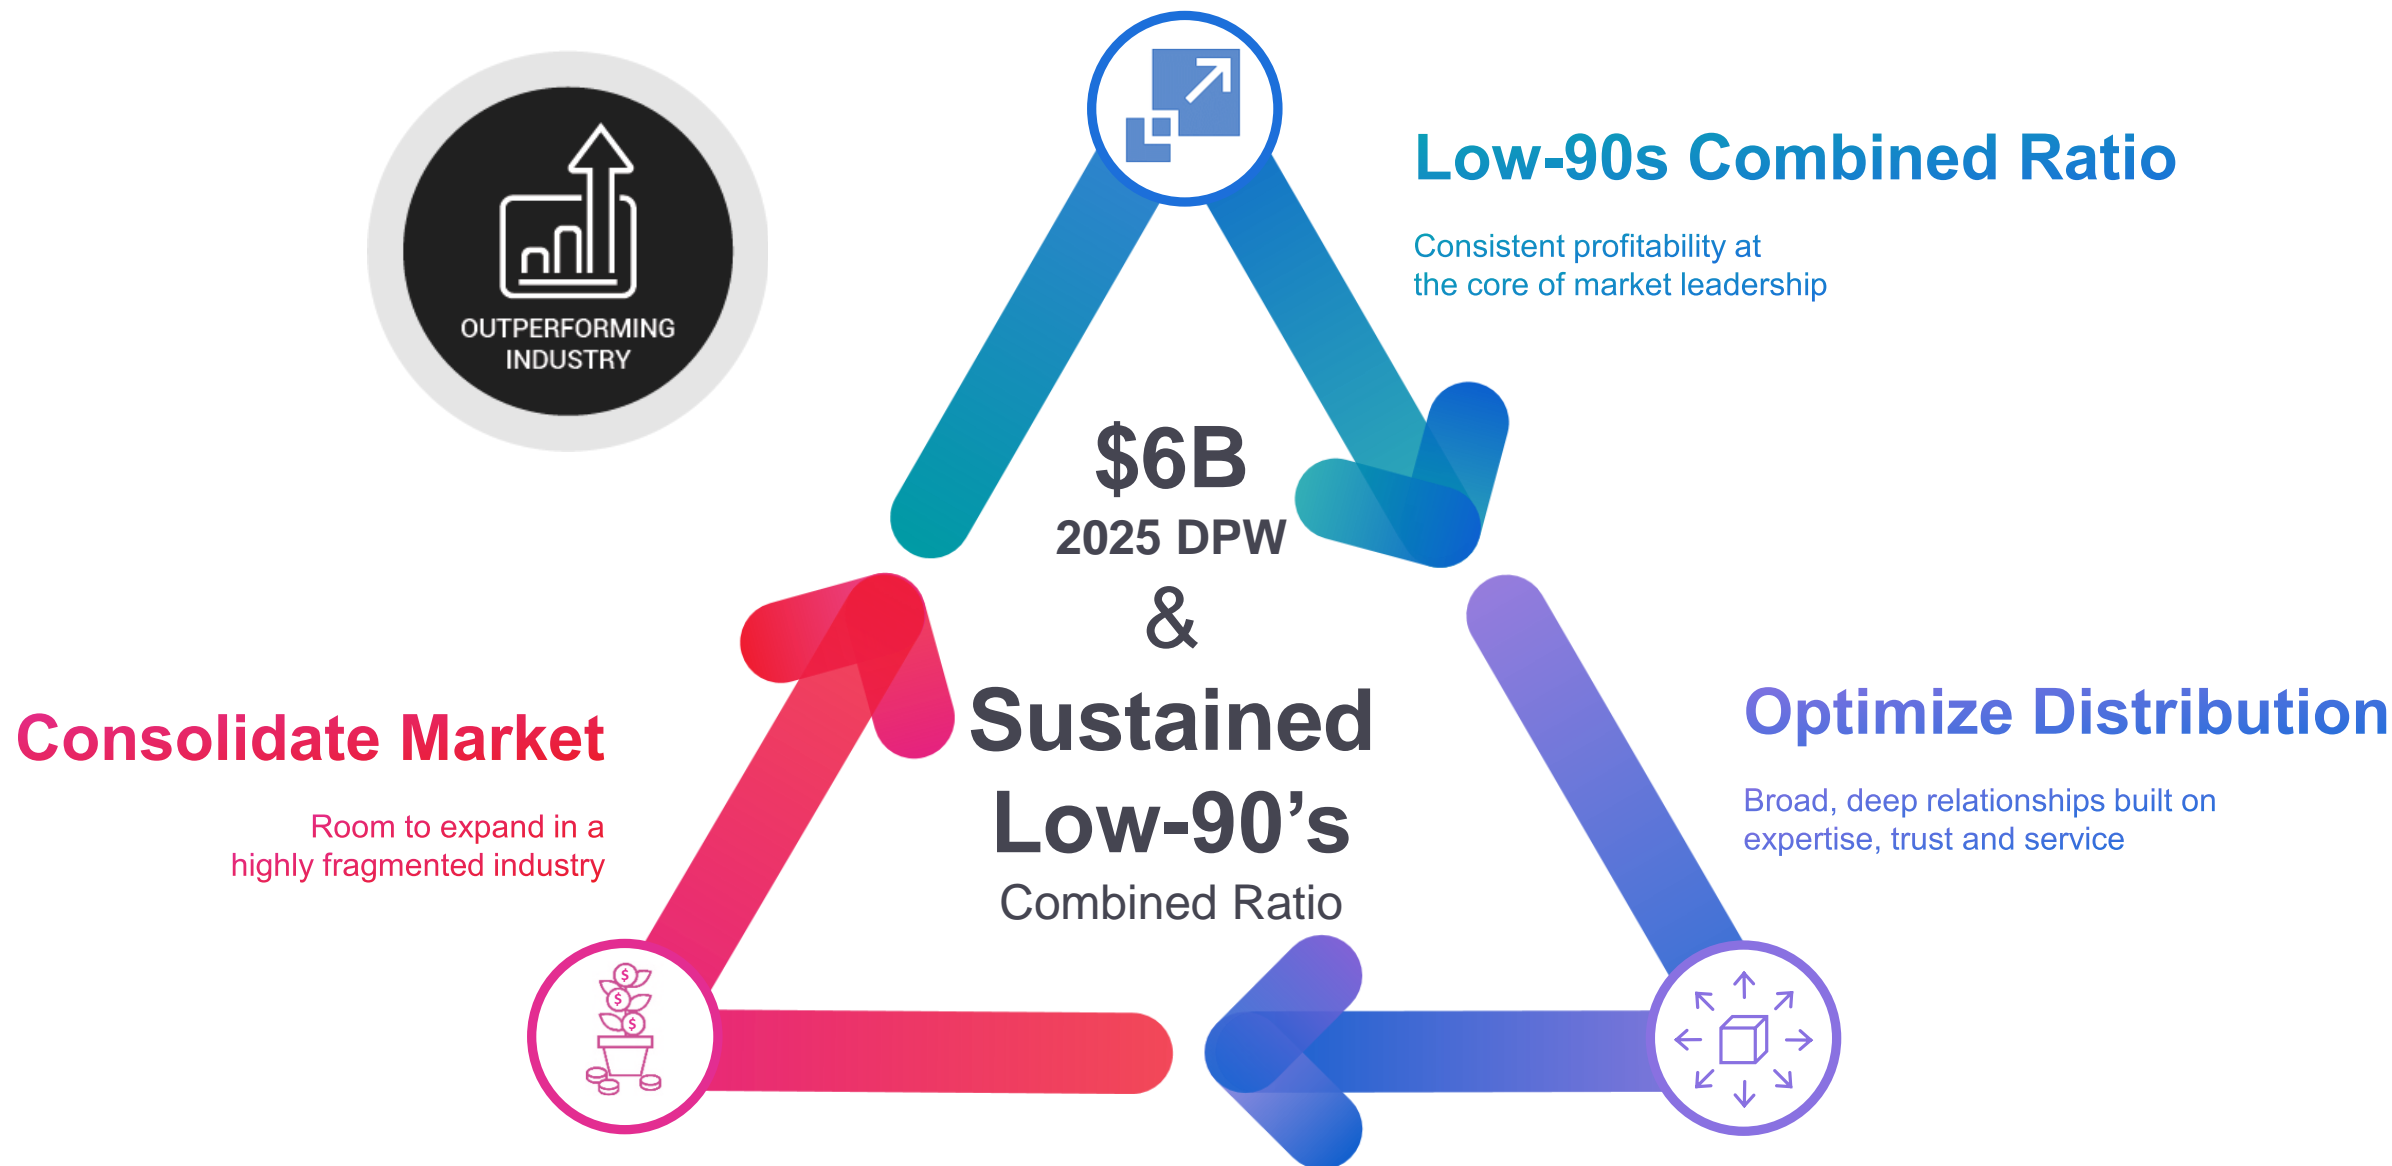 OUTPERFORMING
INDUSTRY
Low-90s Combined Ratio
Consistent profitability at
the core of market leadership
$6B
2025 DPW
&
Sustained
Low-90’s
Combined Ratio
Optimize Distribution
Broad, deep relationships built on
expertise, trust and service
Consolidate Market
Room to expand in a
highly fragmented industry
$
$
$